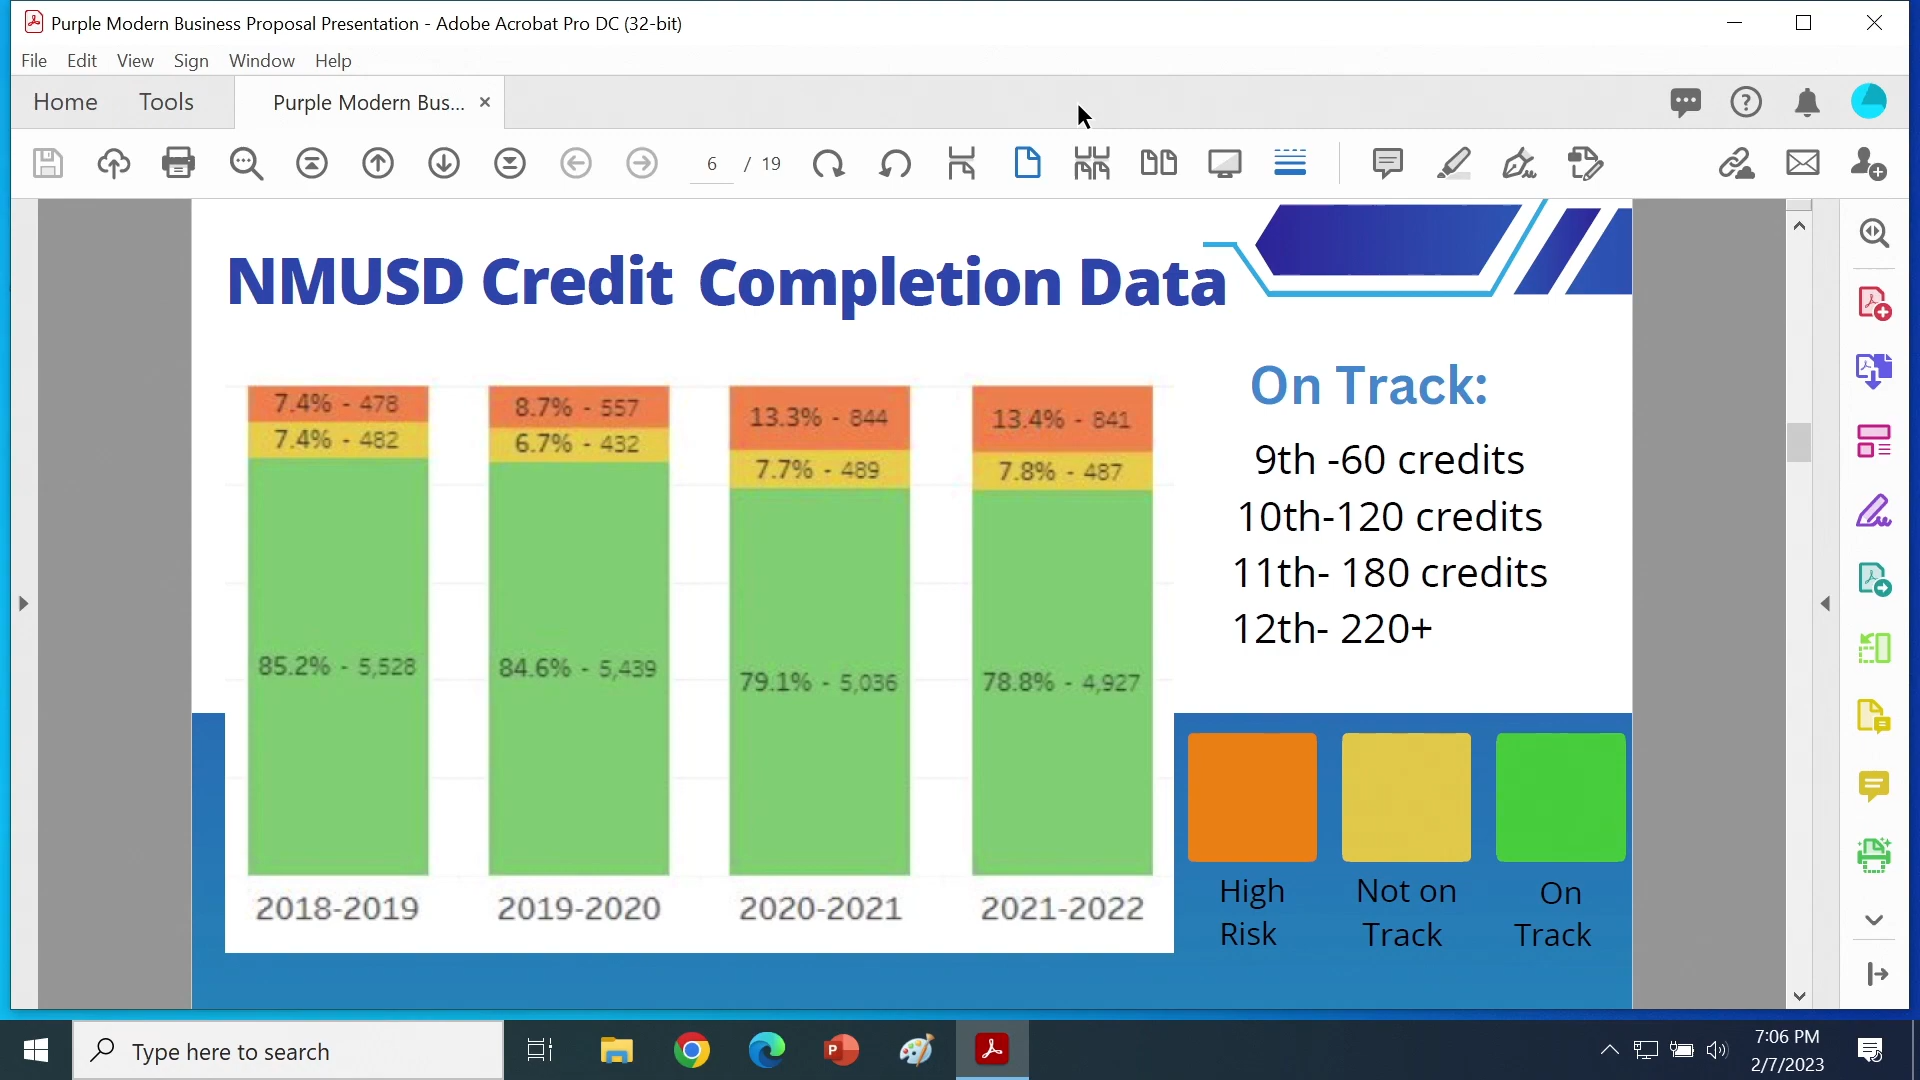 Purple Modern Business Proposal Presentation - Adobe Acrobat Pro DC (32-bit)
File Edit View Sign Window Help
Home Tools Purple Modern Bus... ×
6 / 19
NMUSD Credit Completion Data
7.4% - 478
7.4% - 482
85.2% - 5,528
2018-2019
8.7% - 557
6.7% - 432
84.6% - 5,439
2019-2020
13.3% - 844
7.7% - 489
79.1% - 5,036
2020-2021
13.4% - 841
7.8% - 487
78.8% - 4,927
2021-2022
On Track:
9th -60 credits
10th-120 credits
11th- 180 credits
12th- 220+
High
Risk
Not on
Track
On
Track
Type here to search
7:06 PM
2/7/2023